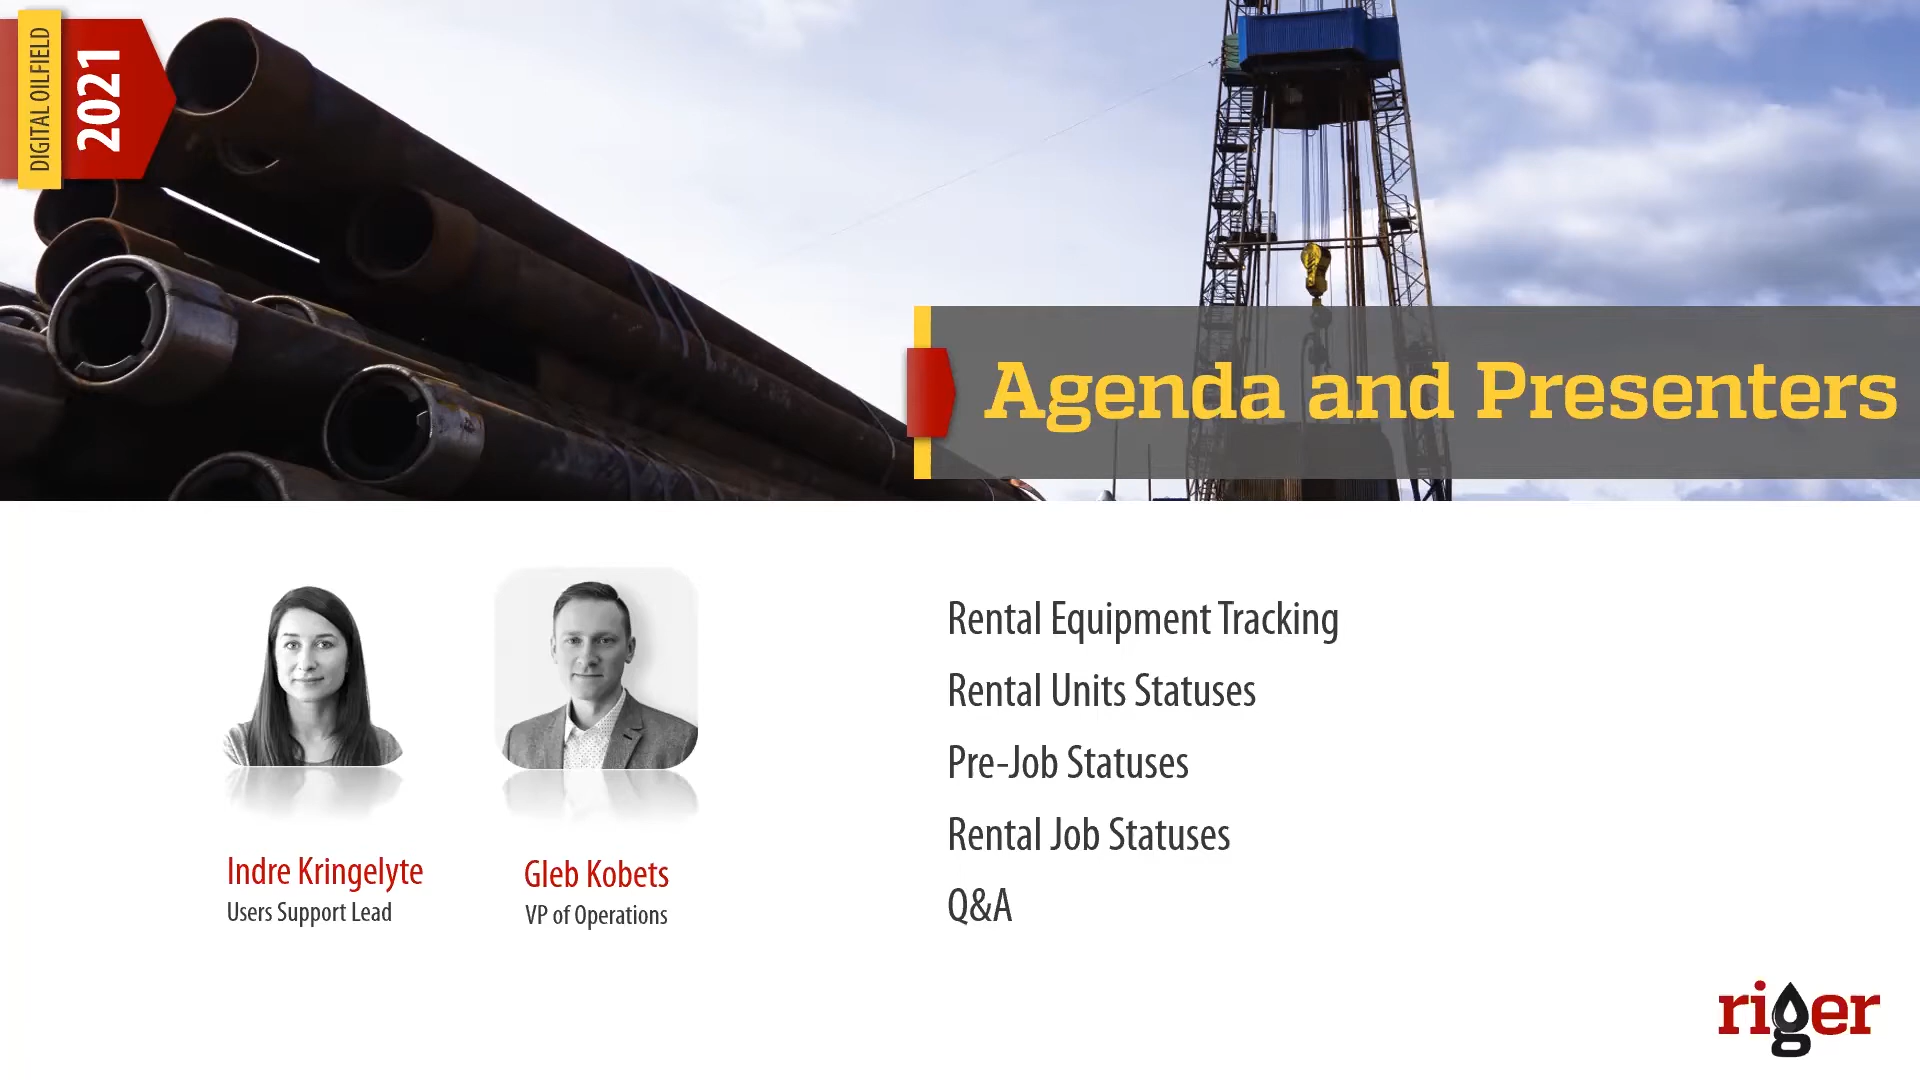 DIGITAL OILFIELD
2021
Agenda and Presenters
Indre Kringelyte
Users Support Lead
Gleb Kobets
VP of Operations
Rental Equipment Tracking
Rental Units Statuses
Pre-Job Statuses
Rental Job Statuses
Q&A
riger